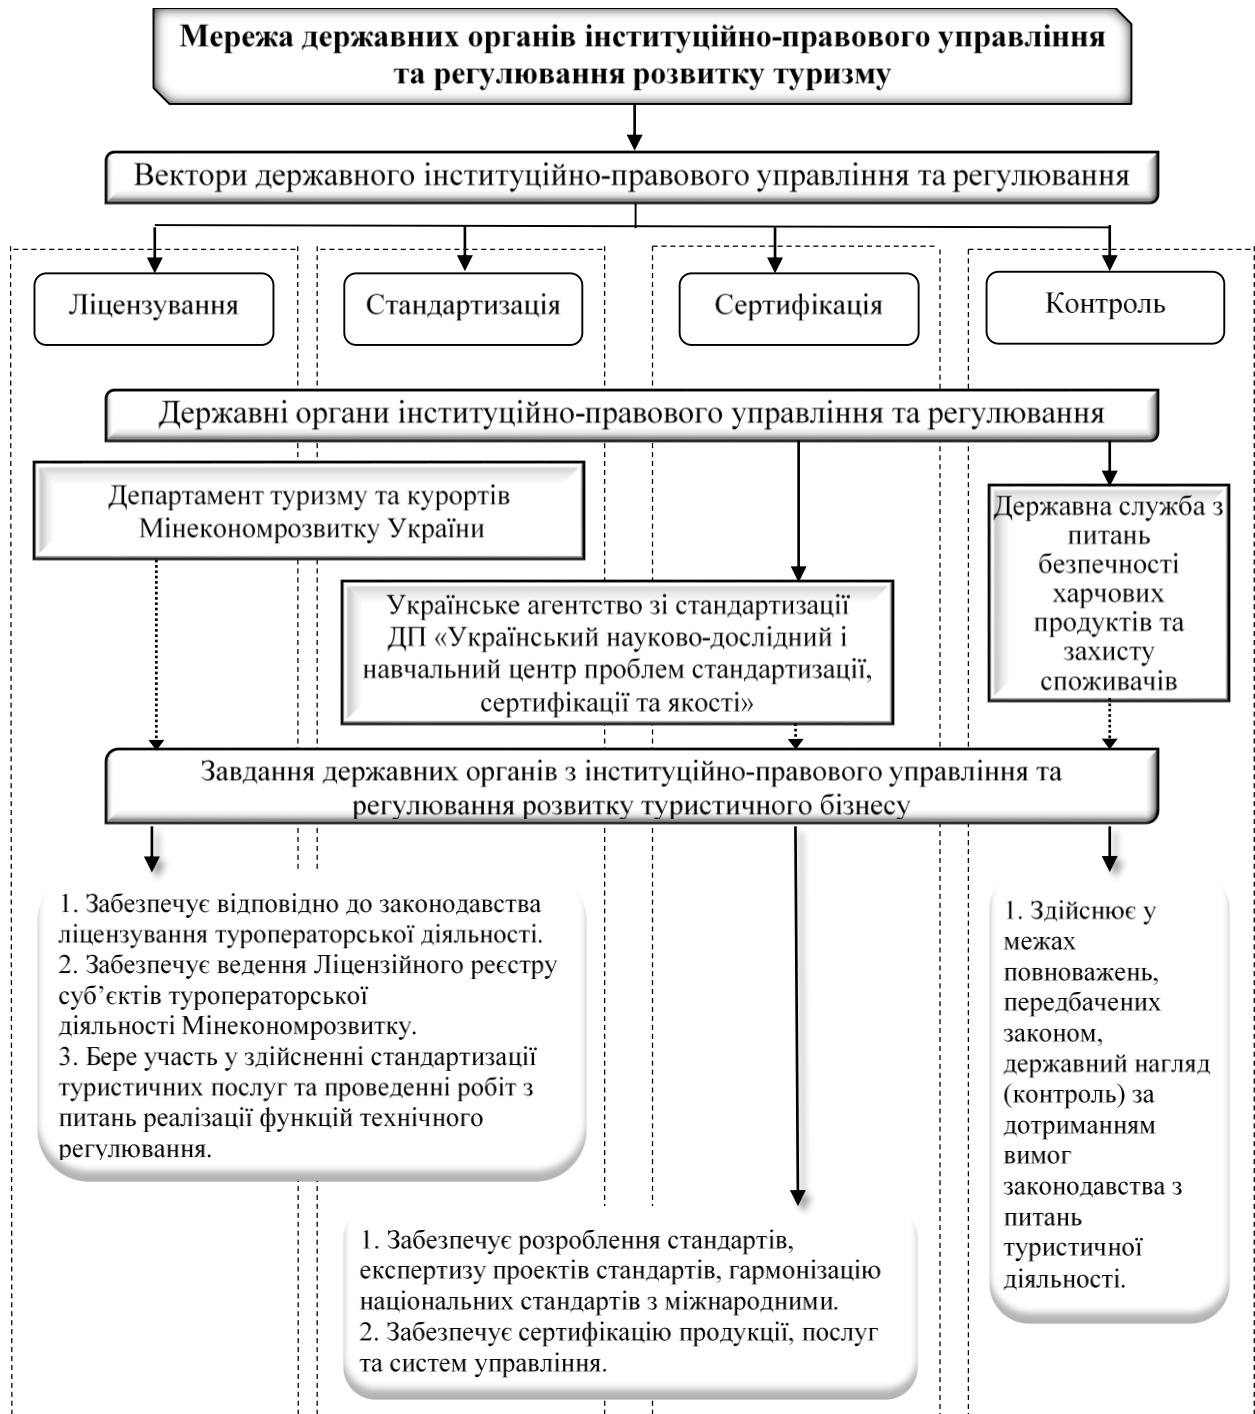 Мережа державних органів інституційно-правового управління
та регулювання розвитку туризму
Вектори державного інституційно-правового управління та регулювання
Ліцензування
Стандартизація
Сертифікація
Контроль
Державні органи інституційно-правового управління та регулювання
Департамент туризму та курортів
Мінекономрозвитку України
Державна служба з
питань
безпечності
харчових
продуктів та
захисту
споживачів
Українське агентство зі стандартизації
ДП «Український науково-дослідний і
навчальний центр проблем стандартизації,
сертифікації та якості»
Завдання державних органів з інституційно-правового управління та
регулювання розвитку туристичного бізнесу
1. Забезпечує відповідно до законодавства
ліцензування туроператорської діяльності.
2. Забезпечує ведення Ліцензійного реєстру
суб’єктів туроператорської
діяльності Мінекономрозвитку.
3. Бере участь у здійсненні стандартизації
туристичних послуг та проведенні робіт з
питань реалізації функцій технічного
регулювання.
1. Здійснює у
межах
повноважень,
передбачених
законом,
державний нагляд
(контроль) за
дотриманням
вимог
законодавства з
питань
туристичної
діяльності.
1. Забезпечує розроблення стандартів,
експертизу проектів стандартів, гармонізацію
національних стандартів з міжнародними.
2. Забезпечує сертифікацію продукції, послуг
та систем управління.